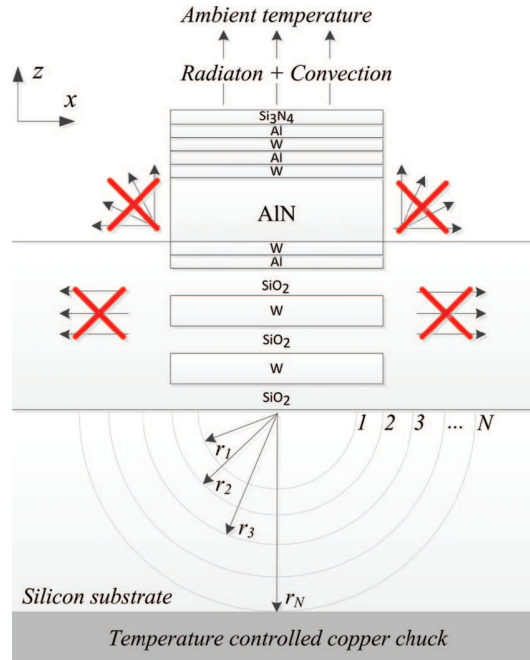 Ambient temperature
Radiaton + Convection
z
x
Si₃N₄
Al
W
Al
W
AlN
W
Al
SiO₂
W
SiO₂
W
SiO₂
1 2 3 ... N
r₁
r₂
r₃
r_N
Silicon substrate
Temperature controlled copper chuck